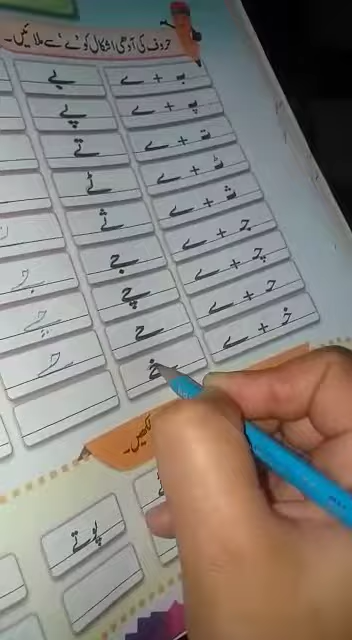 حروف کی آدھی اشکال کو 'ے' سے ملائیں۔
بـ + ے بے
پـ + ے پے
تـ + ے تے
ٹـ + ے ٹے
ثـ + ے ثے
جـ + ے جے
چـ + ے چے
حـ + ے حے
خـ + ے
لکھیں۔
پوتے